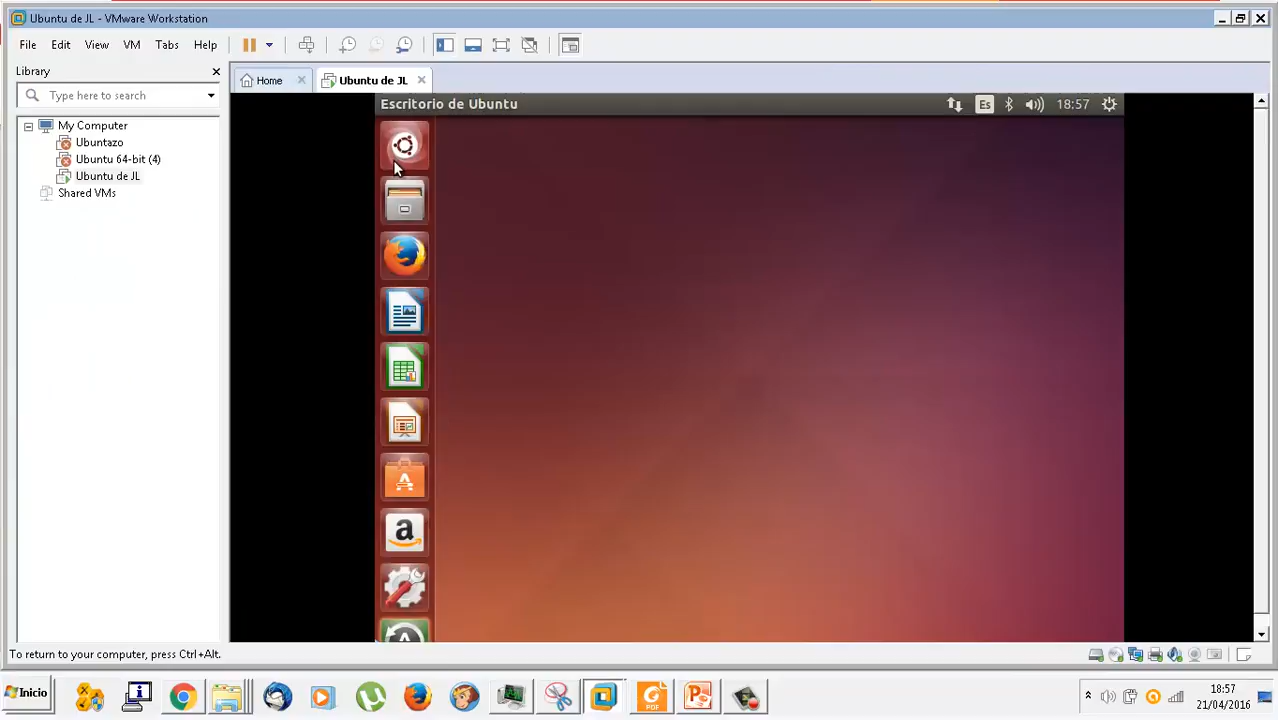 Ubuntu de JL - VMware Workstation
File Edit View VM Tabs Help
Library
Type here to search
My Computer
Ubuntazo
Ubuntu 64-bit (4)
Ubuntu de JL
Shared VMs
Home
Ubuntu de JL
Escritorio de Ubuntu
Es
18:57
a
To return to your computer, press Ctrl+Alt.
Inicio
PDF
18:57
21/04/2016